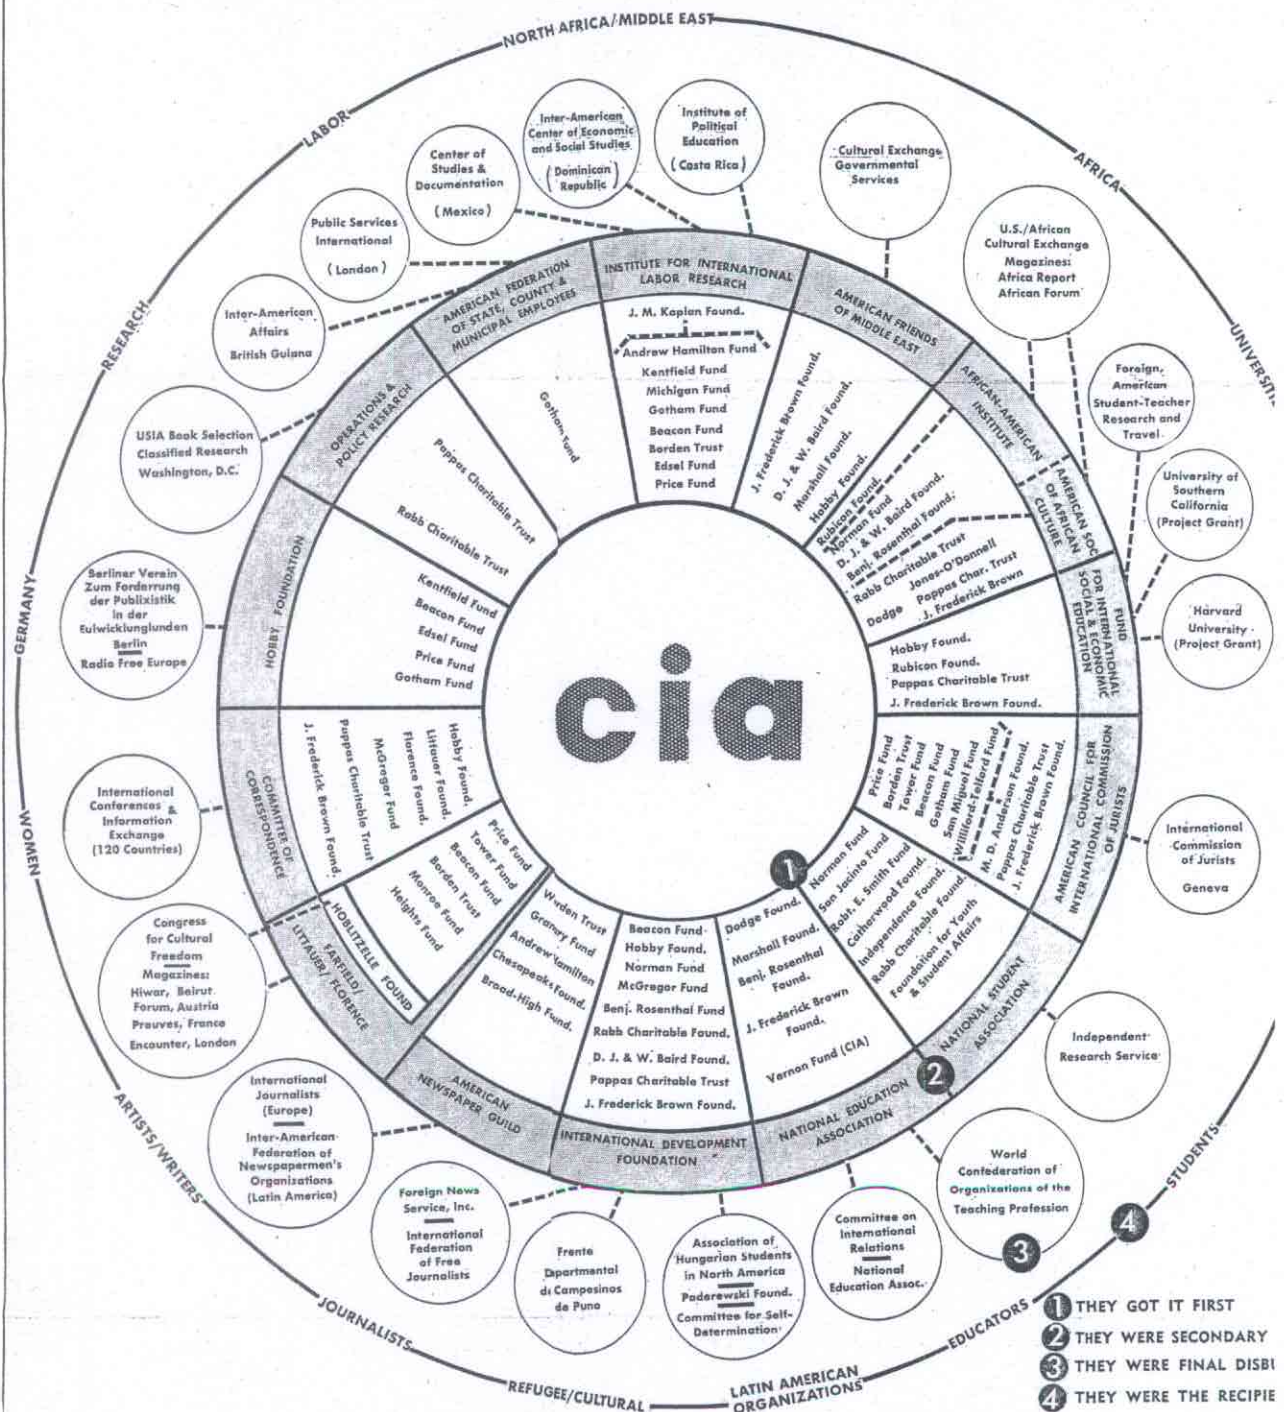 NORTH AFRICA/MIDDLE EAST
AFRICA
LABOR
RESEARCH
GERMANY
WOMEN
ARTISTS/WRITERS
JOURNALISTS
REFUGEE/CULTURAL
LATIN AMERICAN
ORGANIZATIONS
EDUCATORS
STUDENTS
Institute of
Political
Education
(Costa Rica)
Cultural Exchange
Governmental
Services
U.S./African
Cultural Exchange
Magazines:
Africa Report
African Forum
Foreign,
American
Student-Teacher
Research and
Travel
University of
Southern
California
(Project Grant)
Harvard
University
(Project Grant)
International
Commission
of Jurists
Geneva
Independent
Research Service
World
Confederation of
Organizations of the
Teaching Profession
Committee on
International
Relations
National
Education Assoc.
Association of
Hungarian Students
in North America
Paderewski Found.
Committee for Self-
Determination
Frente
Departmental
de Campesinos
de Puno
Foreign News
Service, Inc.
International
Federation
of Free
Journalists
International
Journalists
(Europe)
Inter-American
Federation of
Newspapermen's
Organizations
(Latin America)
Congress
for Cultural
Freedom
Magazines:
Hiwar, Beirut
Forum, Austria
Preuves, France
Encounter, London
International
Conferences &
Information
Exchange
(120 Countries)
Berliner Verein
Zum Forderrung
der Publixistik
in der
Eulwicklunglunden
Berlin
Radio Free Europe
USIA Book Selection
Classified Research
Washington, D.C.
Inter-American
Affairs
British Guiana
Public Services
International
(London)
Center of
Studies &
Documentation
(Mexico)
Inter-American
Center of Economic
and Social Studies
(Dominican
Republic)
INSTITUTE FOR INTERNATIONAL
LABOR RESEARCH
J. M. Kaplan Found.
Andrew Hamilton Fund
Kentfield Fund
Michigan Fund
Gotham Fund
Beacon Fund
Borden Trust
Edsel Fund
Price Fund
AMERICAN FRIENDS
OF MIDDLE EAST
J. Frederick Brown Found.
D. J. & W. Baird Found.
Marshall Found.
Hobby Found.
AFRICAN-AMERICAN
INSTITUTE
Rubicon Found.
Norman Fund
D. J. & W. Baird Found.
Benj. Rosenthal Found.
AMERICAN SOC
OF AFRICAN
CULTURE
Rabb Charitable Trust
Jones-O'Donnell
Dodge Pappas Char. Trust
J. Frederick Brown
FUND
FOR INTERNATIONAL
SOCIAL & ECONOMIC
EDUCATION
Hobby Found.
Rubicon Found.
Pappas Charitable Trust
J. Frederick Brown Found.
AMERICAN COUNCIL FOR
INTERNATIONAL COMMISSION
OF JURISTS
Price Fund
Borden Trust
Tower Fund
Beacon Fund
Gotham Fund
San Miguel Fund
Williford-Telford Fund
M. D. Anderson Found.
Pappas Charitable Trust
J. Frederick Brown Found.
NATIONAL STUDENT
ASSOCIATION
Norman Fund
San Jacinto Fund
Robt. E. Smith Fund
Catherwood Found.
Independence Found.
Rabb Charitable Found.
Foundation for Youth
& Student Affairs
NATIONAL EDUCATION
ASSOCIATION
Dodge Found.
Marshall Found.
Benj. Rosenthal
Found.
J. Frederick Brown
Found.
Vernon Fund (CIA)
INTERNATIONAL DEVELOPMENT
FOUNDATION
Beacon Fund
Hobby Found.
Norman Fund
McGregor Fund
Benj. Rosenthal Fund
Rabb Charitable Found.
D. J. & W. Baird Found.
Pappas Charitable Trust
J. Frederick Brown Found.
AMERICAN
NEWSPAPER GUILD
Warden Trust
Granary Fund
Andrew Hamilton
Chesapeake Found.
Broad-High Fund.
FARFIELD/
LITTAUER/ FLORENCE
HOBLITZELLE FOUND
Price Fund
Tower Fund
Beacon Fund
Borden Trust
Monroe Fund
Heights Fund
COMMITTEE OF
CORRESPONDENCE
Hobby Found.
Littauer Found.
Florence Found.
McGregor Fund
Pappas Charitable Trust
J. Frederick Brown Found.
HOBBY FOUNDATION
Kentfield Fund
Beacon Fund
Edsel Fund
Price Fund
Gotham Fund
OPERATIONS &
POLICY RESEARCH
Pappas Charitable Trust
Rabb Charitable Trust
AMERICAN FEDERATION
OF STATE, COUNTY &
MUNICIPAL EMPLOYEES
Gotham Fund
cia
1
2
3
4
1 THEY GOT IT FIRST
2 THEY WERE SECONDARY
3 THEY WERE FINAL
4 THEY WERE THE